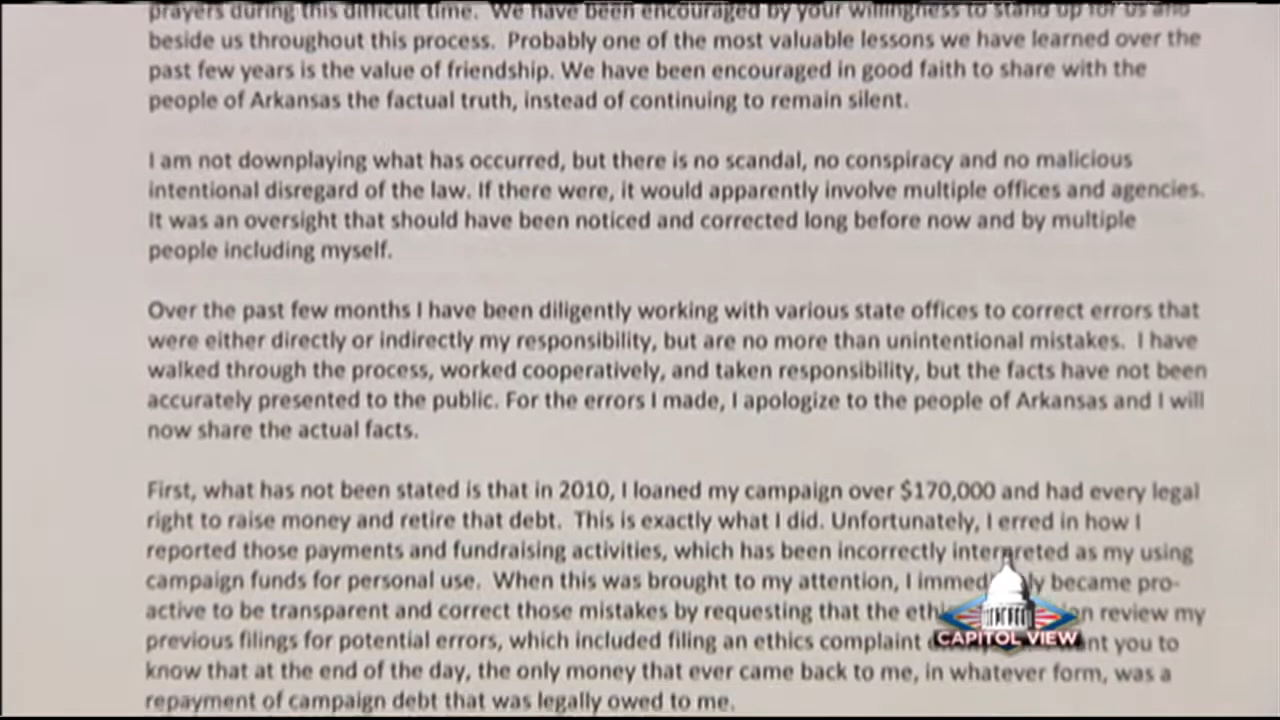 prayers during this difficult time. We have been encouraged by your willingness to stand up for us and
beside us throughout this process. Probably one of the most valuable lessons we have learned over the
past few years is the value of friendship. We have been encouraged in good faith to share with the
people of Arkansas the factual truth, instead of continuing to remain silent.
I am not downplaying what has occurred, but there is no scandal, no conspiracy and no malicious
intentional disregard of the law. If there were, it would apparently involve multiple offices and agencies.
It was an oversight that should have been noticed and corrected long before now and by multiple
people including myself.
Over the past few months I have been diligently working with various state offices to correct errors that
were either directly or indirectly my responsibility, but are no more than unintentional mistakes. I have
walked through the process, worked cooperatively, and taken responsibility, but the facts have not been
accurately presented to the public. For the errors I made, I apologize to the people of Arkansas and I will
now share the actual facts.
First, what has not been stated is that in 2010, I loaned my campaign over $170,000 and had every legal
right to raise money and retire that debt. This is exactly what I did. Unfortunately, I erred in how I
reported those payments and fundraising activities, which has been incorrectly interpreted as my using
campaign funds for personal use. When this was brought to my attention, I became pro-
active to be transparent and correct those mistakes by requesting that the review my
previous filings for potential errors, which included filing an ethics complaint you to
know that at the end of the day, the only money that ever came back to me, in whatever form, was a
repayment of campaign debt that was legally owed to me.
CAPITOL VIEW